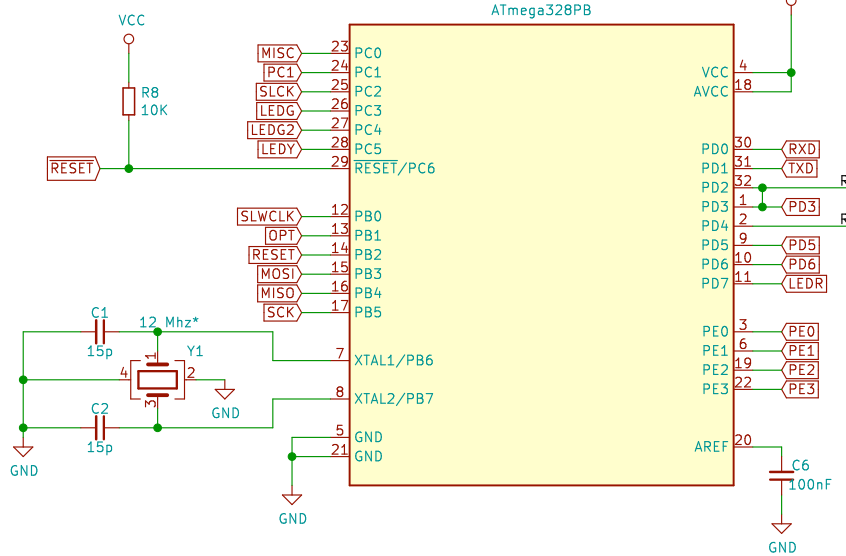 ATmega328PB
VCC
R8
10K
RESET
MISC 23 PC0
PC1 24 PC1
SLCK 25 PC2
LEDG 26 PC3
LEDG2 27 PC4
LEDY 28 PC5
29 RESET/PC6
SLWCLK 12 PB0
OPT 13 PB1
RESET 14 PB2
MOSI 15 PB3
MISO 16 PB4
SCK 17 PB5
7 XTAL1/PB6
8 XTAL2/PB7
5 GND
21 GND
GND
VCC 4
AVCC 18
PD0 30 RXD
PD1 31 TXD
PD2 32 R
PD3 1 PD3
PD4 2 R
PD5 9 PD5
PD6 10 PD6
PD7 11 LEDR
PE0 3 PE0
PE1 6 PE1
PE2 19 PE2
PE3 22 PE3
AREF 20
C6
100nF
GND
C1
15p
12 Mhz*
Y1
1
4
2
3
GND
C2
15p
GND